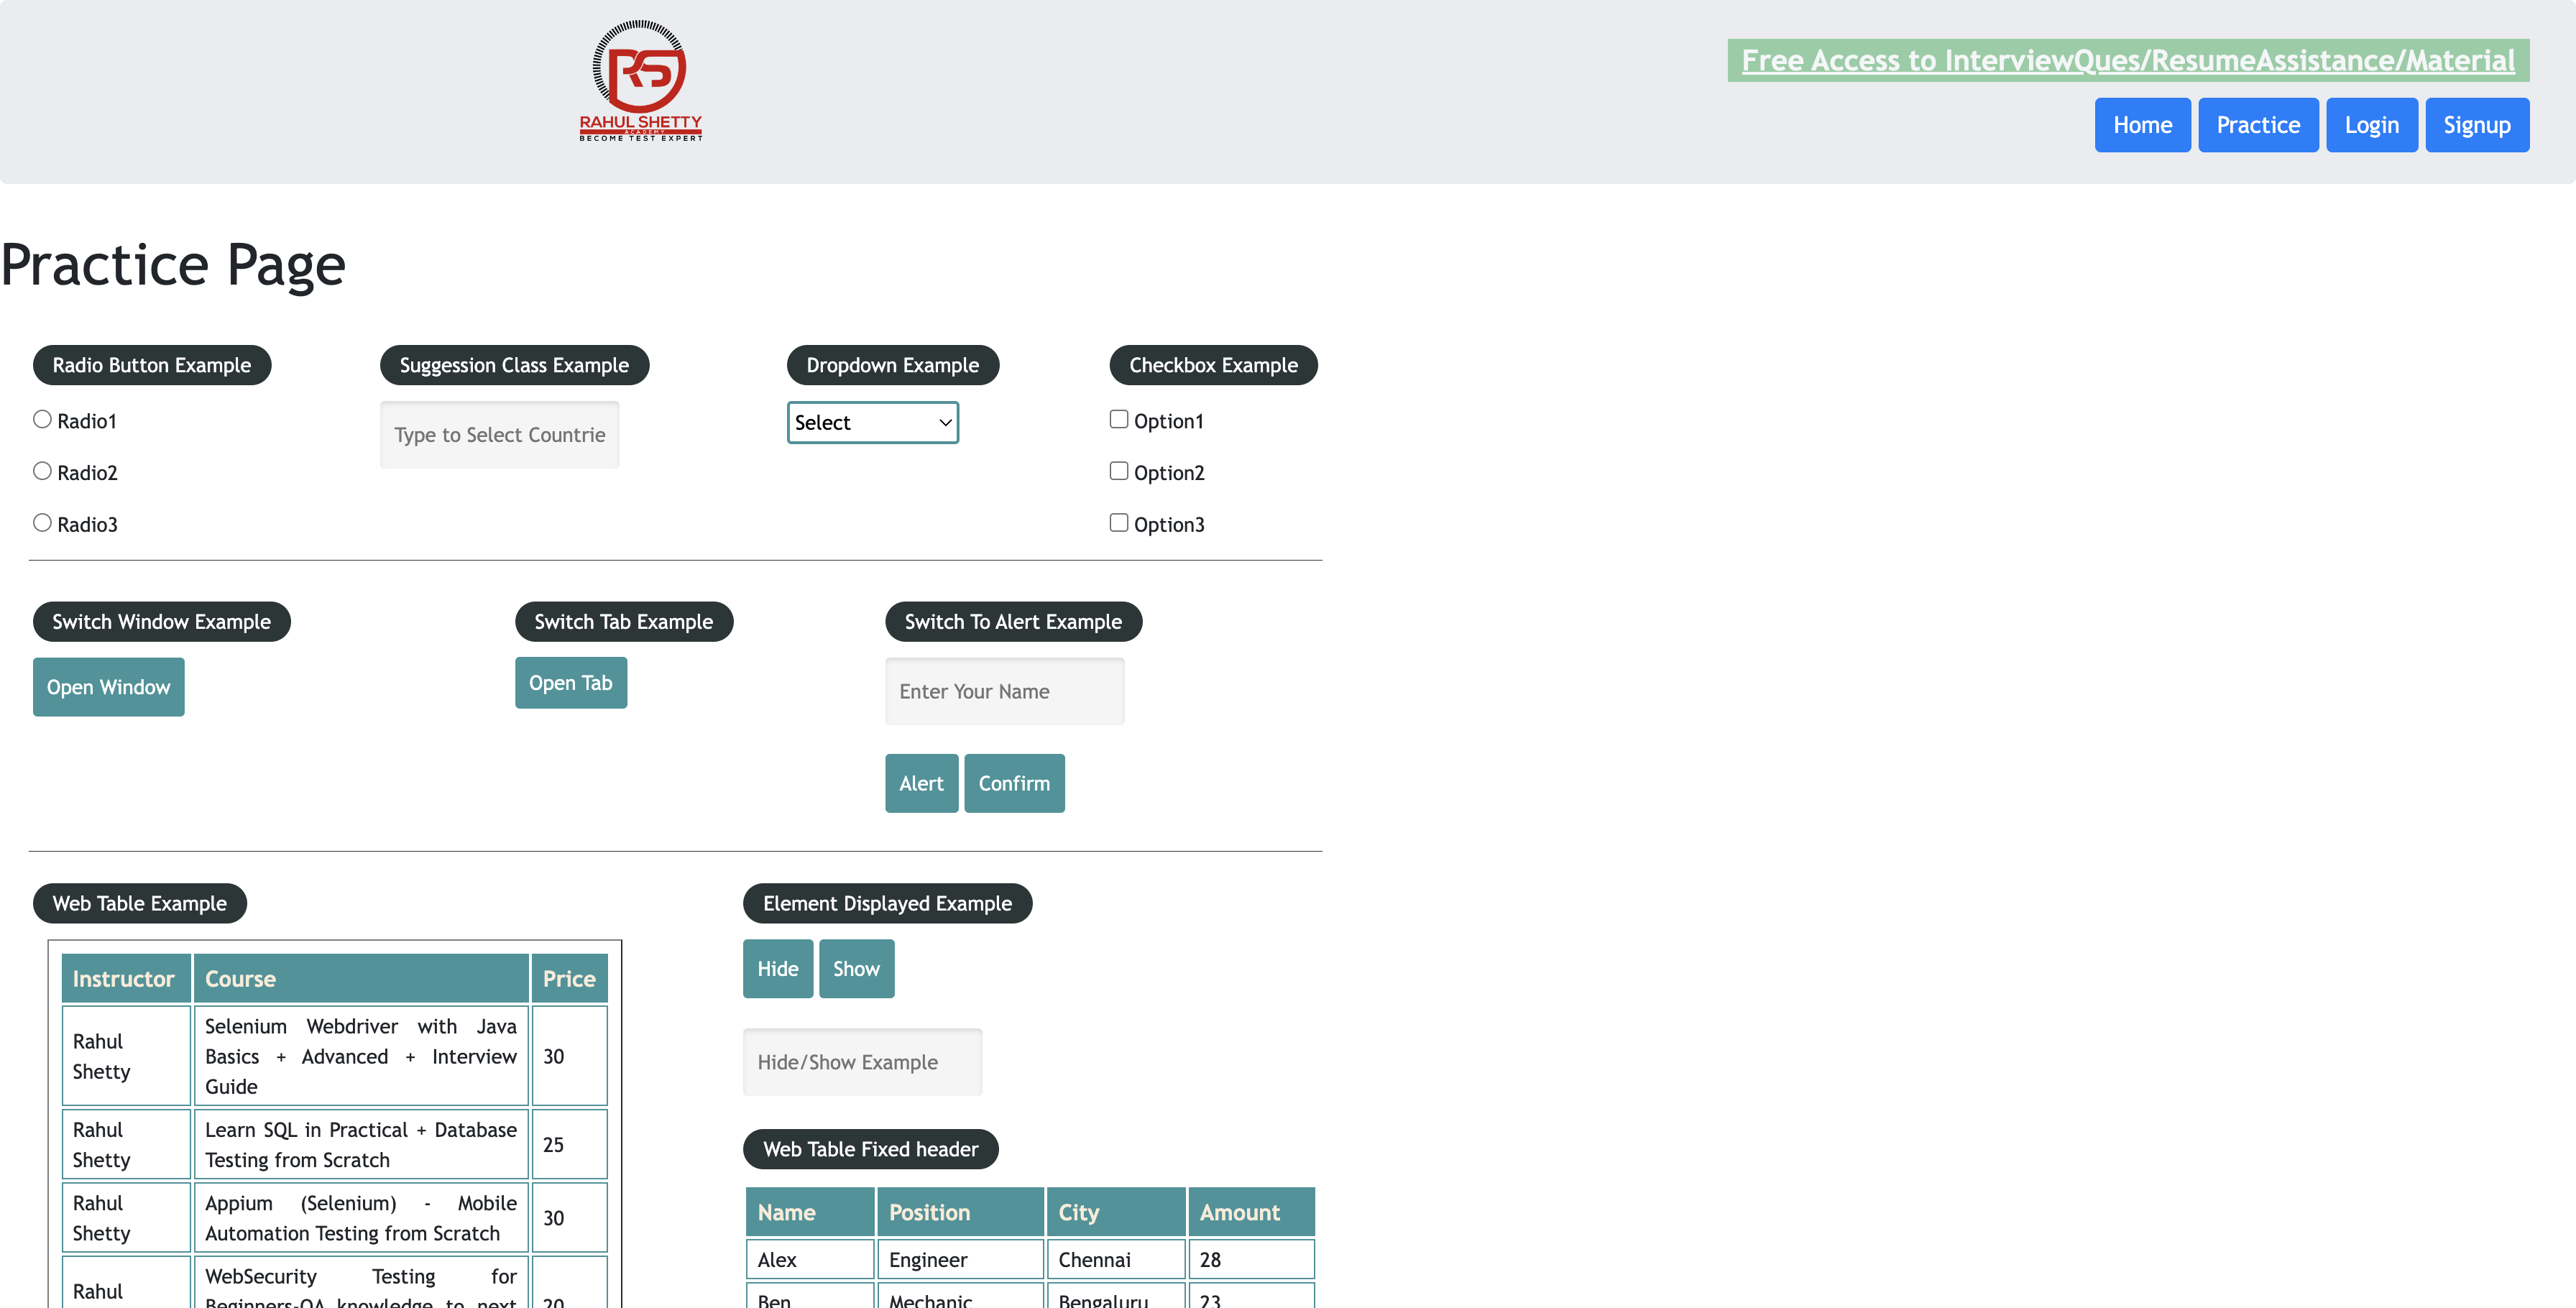 RAHUL SHETTY
ACADEMY
BECOME TEST EXPERT
Free Access to InterviewQues/ResumeAssistance/Material
Home Practice Login Signup
Practice Page
Radio Button Example
Radio1
Radio2
Radio3
Suggession Class Example
Type to Select Countrie
Dropdown Example
Select
Checkbox Example
Option1
Option2
Option3
Switch Window Example
Open Window
Switch Tab Example
Open Tab
Switch To Alert Example
Enter Your Name
Alert Confirm
Web Table Example
Instructor Course Price
Rahul Shetty Selenium Webdriver with Java Basics + Advanced + Interview Guide 30
Rahul Shetty Learn SQL in Practical + Database Testing from Scratch 25
Rahul Shetty Appium (Selenium) - Mobile Automation Testing from Scratch 30
Rahul WebSecurity Testing for Beginners-QA knowledge to next 20
Element Displayed Example
Hide Show
Hide/Show Example
Web Table Fixed header
Name Position City Amount
Alex Engineer Chennai 28
Ben Mechanic Bengaluru 23